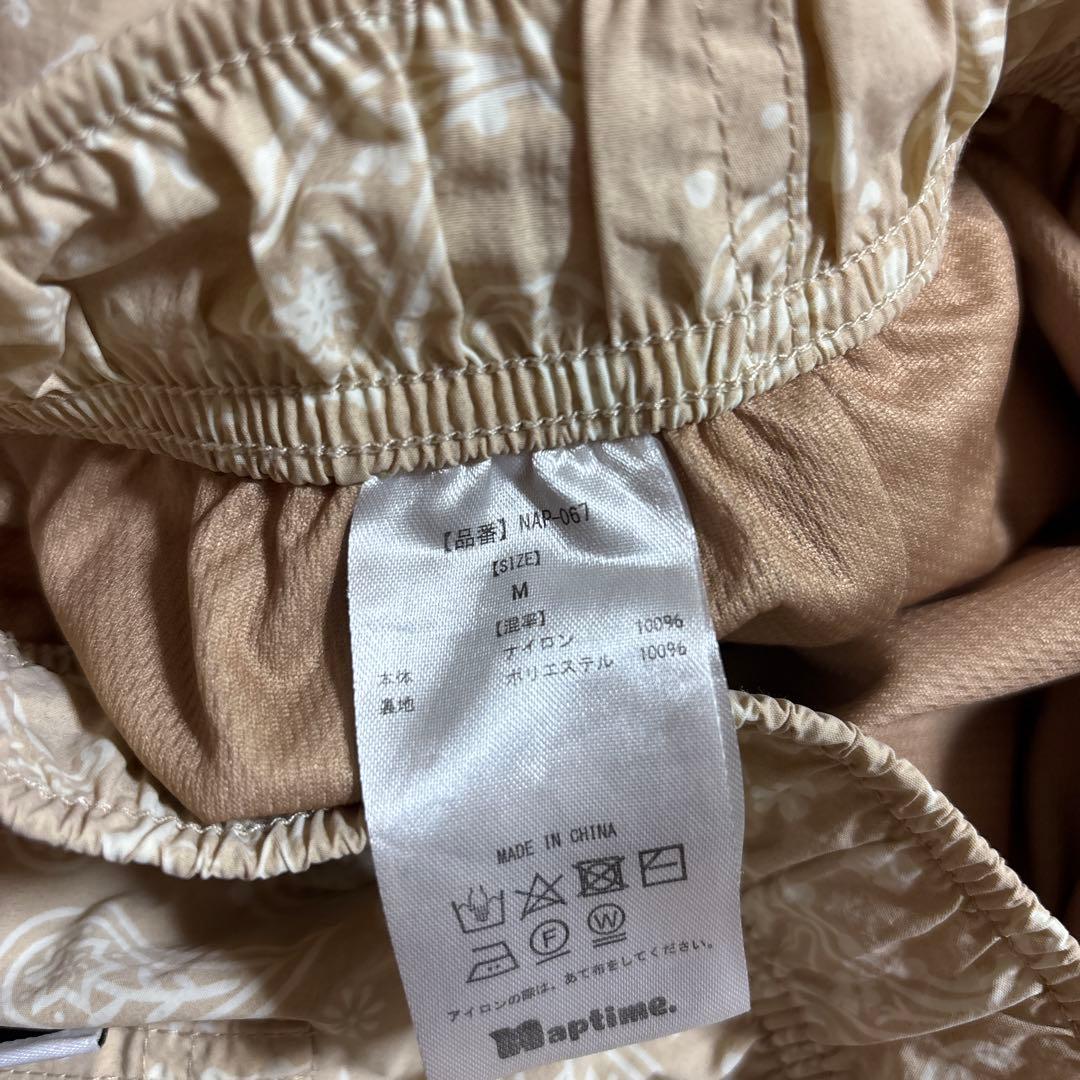 【品番】 NAP-067
【SIZE】
M
【混率】
本体 ナイロン 100%
裏地 ポリエステル 100%
MADE IN CHINA
F W
アイロンの際は、あて布をしてください。
Naptime.